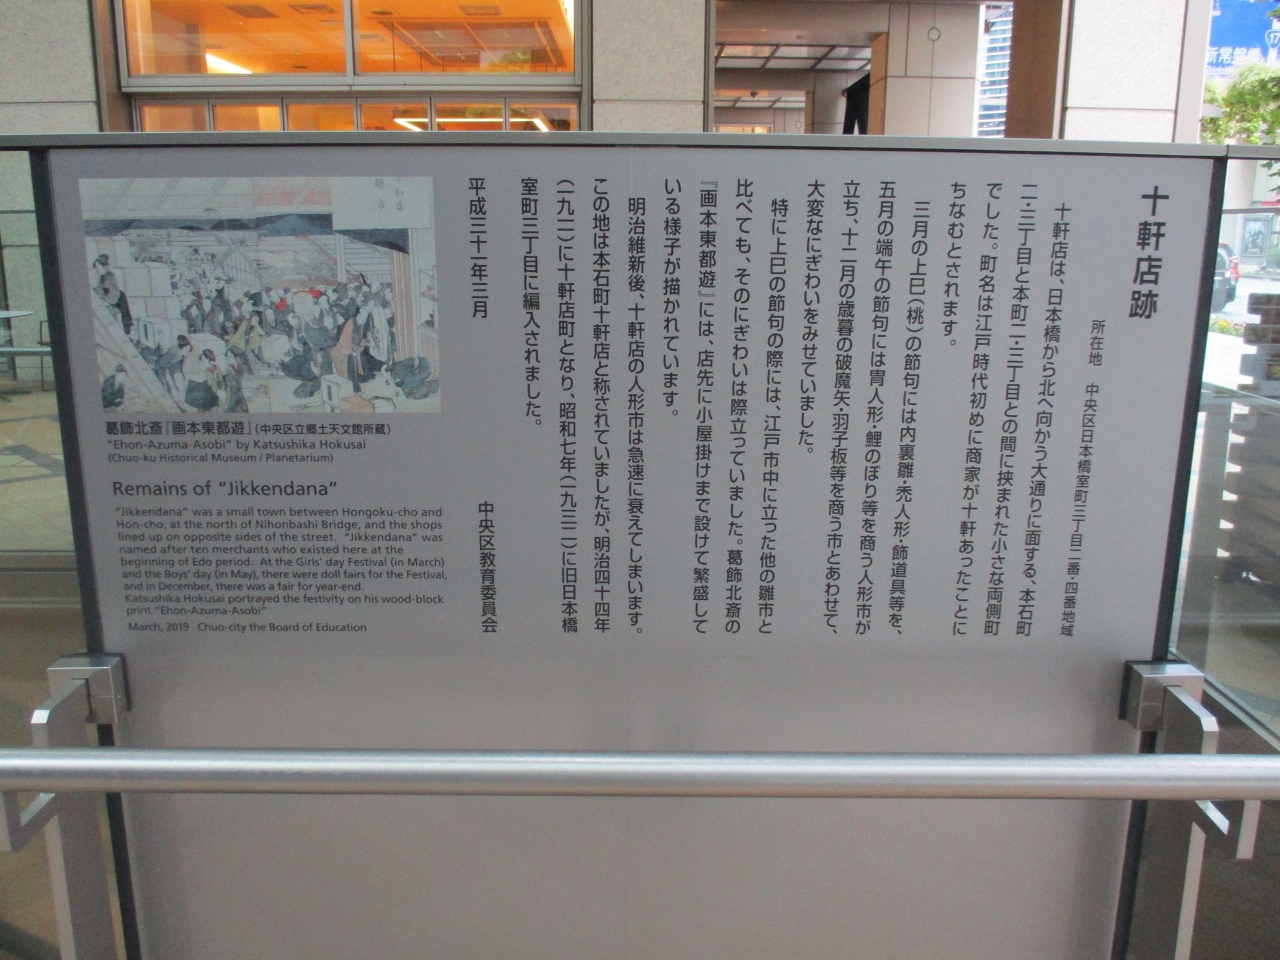 十軒店跡
所在地 中央区日本橋室町三丁目二番・四番地域
十軒店は、日本橋から北へ向かう大通りに面する、本石町
二・三丁目と本町二・三丁目との間に挟まれた小さな両側町
でした。町名は江戸時代初めに商家が十軒あったことに
ちなむとされます。
三月の上巳(桃)の節句には内裏雛・禿人形・飾道具等を、
五月の端午の節句には冑人形・鯉のぼり等を商う人形市が
立ち、十二月の歳暮の破魔矢・羽子板等を商う市とあわせて、
大変なにぎわいをみせていました。
特に上巳の節句の際には、江戸市中に立った他の雛市と
比べても、そのにぎわいは際立っていました。葛飾北斎の
『画本東都遊』には、店先に小屋掛けまで設けて繁盛して
いる様子が描かれています。
明治維新後、十軒店の人形市は急速に衰えてしまいます。
この地は本石町十軒店と称されていましたが、明治四十四年
(一九一一)に十軒店町となり、昭和七年(一九三二)に旧日本橋
室町三丁目に編入されました。
平成三十一年三月
中央区教育委員会
十軒店
雛市
葛飾北斎『画本東都遊』(中央区立郷土天文館所蔵)
"Ehon-Azuma-Asobi" by Katsushika Hokusai
(Chuo-ku Historical Museum / Planetarium)
Remains of "Jikkendana"
"Jikkendana" was a small town between Hongoku-cho and
Hon-cho, at the north of Nihonbashi Bridge, and the shops
lined up on opposite sides of the street. "Jikkendana" was
named after ten merchants who existed here at the
beginning of Edo period. At the Girls' day Festival (in March)
and the Boys' day (in May), there were doll fairs for the Festival,
and in December, there was a fair for year-end.
Katsushika Hokusai portrayed the festivity on his wood-block
print "Ehon-Azuma-Asobi"
March, 2019 Chuo-city the Board of Education
17
新常盤橋